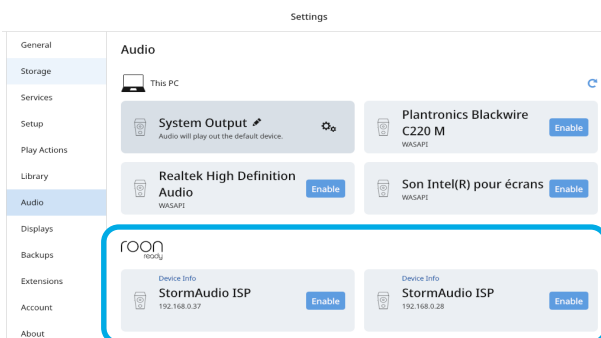 Settings
General
Storage
Services
Setup
Play Actions
Library
Audio
Displays
Backups
Extensions
Account
About
Audio
This PC
System Output
Audio will play out the default device.
Plantronics Blackwire
C220 M
WASAPI
Enable
Realtek High Definition
Audio
WASAPI
Enable
Son Intel(R) pour écrans
WASAPI
Enable
roon
ready
Device Info
StormAudio ISP
192.168.0.37
Enable
Device Info
StormAudio ISP
192.168.0.28
Enable